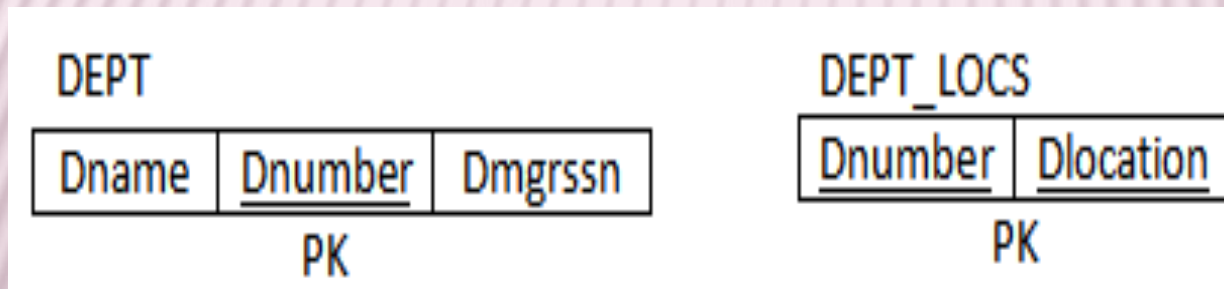 DEPT
Dname Dnumber Dmgrssn
PK
DEPT_LOCS
Dnumber Dlocation
PK